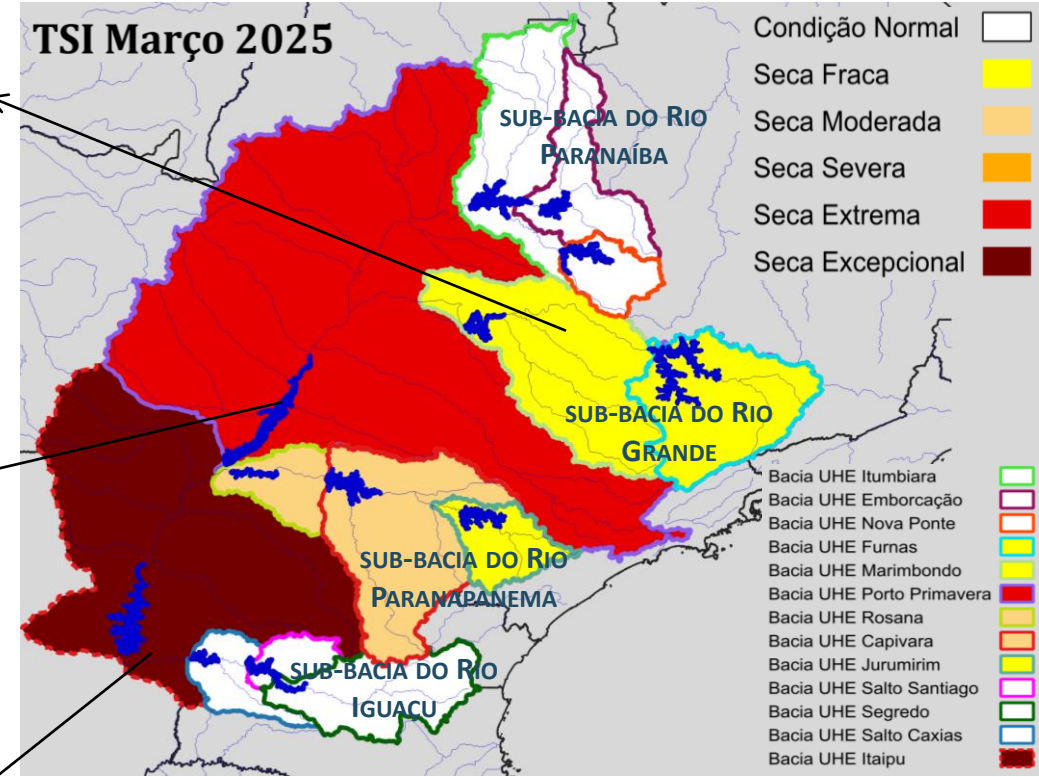 TSI Março 2025
Condição Normal
Seca Fraca
Seca Moderada
Seca Severa
Seca Extrema
Seca Excepcional
SUB-BACIA DO RIO
PARANAÍBA
SUB-BACIA DO RIO
GRANDE
SUB-BACIA DO RIO
PARANAPANEMA
SUB-BACIA DO RIO
IGUAÇU
Bacia UHE Itumbiara
Bacia UHE Emborcação
Bacia UHE Nova Ponte
Bacia UHE Furnas
Bacia UHE Marimbondo
Bacia UHE Porto Primavera
Bacia UHE Rosana
Bacia UHE Capivara
Bacia UHE Jurumirim
Bacia UHE Salto Santiago
Bacia UHE Segredo
Bacia UHE Salto Caxias
Bacia UHE Itaipu